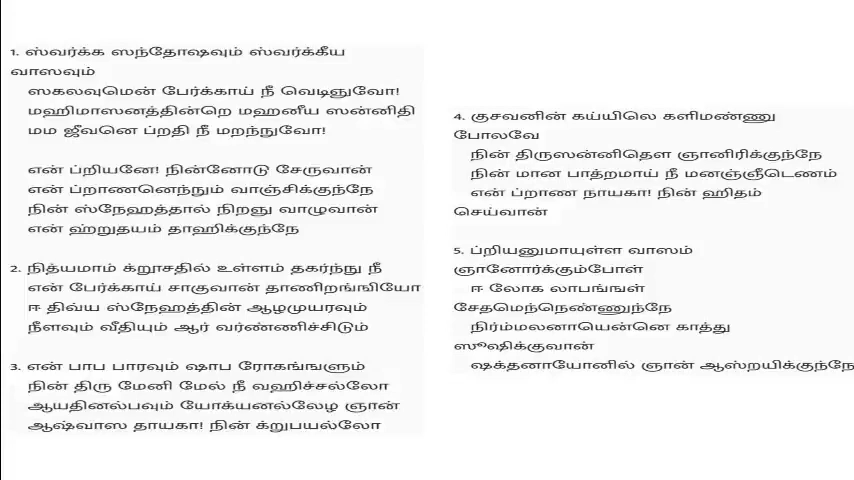 1. ஸ்வர்க்க ஸந்தோஷவும் ஸ்வர்க்கீய
வாஸவும்
ஸகலவுமென் பேர்க்காய் நீ வெடிஞுவோ!
மஹிமாஸனத்தின்றெ மஹனீய ஸன்னிதி
மம ஜீவனெ ப்றதி நீ மறந்நுவோ!
என் ப்றியனே! நின்னோடு சேருவான்
என் ப்றாணனெந்நும் வாஞ்சிக்குந்நே
நின் ஸ்நேஹத்தால் நிறஞு வாழுவான்
என் ஹ்றுதயம் தாஹிக்குந்நே
2. நித்யமாம் க்றூசதில் உள்ளம் தகர்ந்நு நீ
என் பேர்க்காய் சாகுவான் தாணிறங்ஙியோ
ஈ திவ்ய ஸ்நேஹத்தின் ஆழமுயரவும்
நீளவும் வீதியும் ஆர் வர்ண்ணிச்சிடும்
3. என் பாப பாரவும் ஷாப ரோகங்ஙளும்
நின் திரு மேனி மேல் நீ வஹிச்சல்லோ
ஆயதினல்பவும் யோக்யனல்லேழ ஞான்
ஆஷ்வாஸ தாயகா! நின் க்றுபயல்லோ
4. குசவனின் கய்யிலெ களிமண்ணு
போலவே
நின் திருஸன்னிதௌ ஞானிரிக்குந்நே
நின் மான பாத்றமாய் நீ மனஞ்ஞீடெணம்
என் ப்றாண நாயகா! நின் ஹிதம்
செய்வான்
5. ப்றியனுமாயுள்ள வாஸம்
ஞானோர்க்கும்போள்
ஈ லோக லாபங்ஙள்
சேதமெந்நெண்ணுந்நே
நிர்ம்மலனாயென்னெ காத்து
ஸூஷிக்குவான்
ஷக்தனாயோனில் ஞான் ஆஸ்றயிக்குந்நே